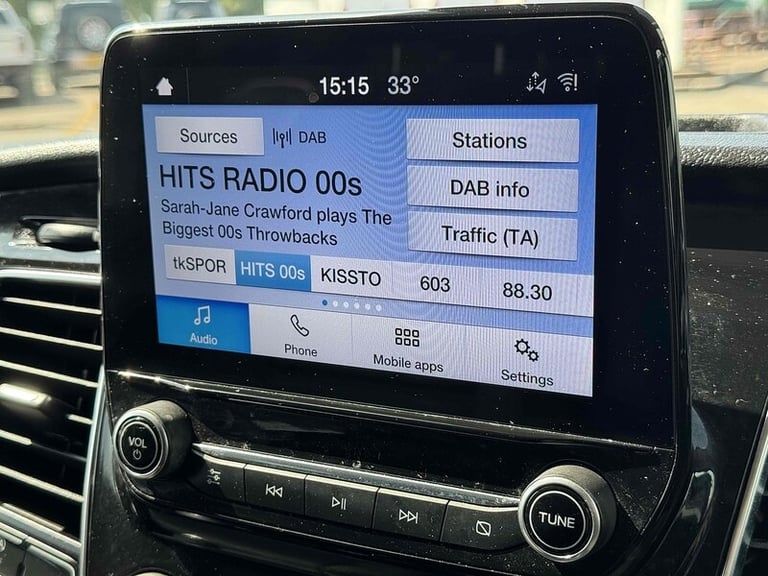 15:15 33°
Sources DAB Stations
HITS RADIO 00s DAB info
Sarah-Jane Crawford plays The
Biggest 00s Throwbacks
Traffic (TA)
tkSPOR HITS 00s KISSTO 603 88.30
Audio Phone Mobile apps Settings
VOL
TUNE